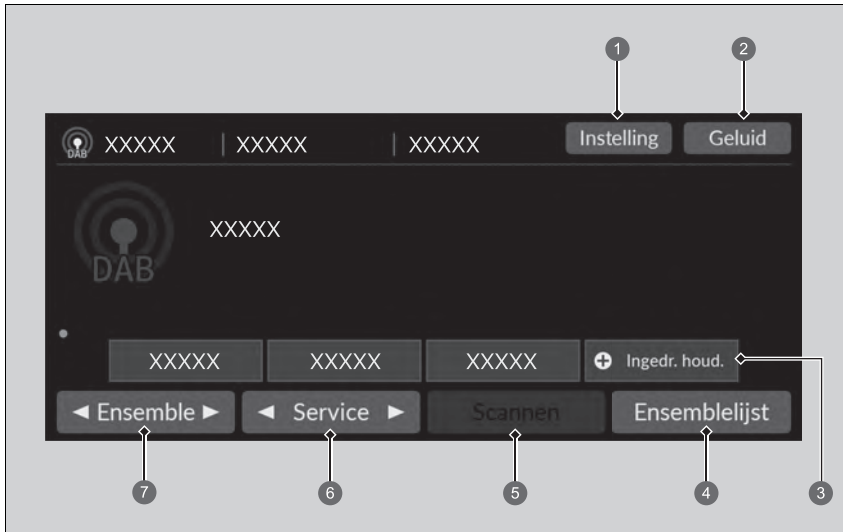 1 2
DAB XXXXX | XXXXX | XXXXX Instelling Geluid
DAB XXXXX
XXXXX XXXXX XXXXX + Ingedr. houd.
◄ Ensemble ► ◄ Service ► Scannen Ensemblelijst
7 6 5 4 3